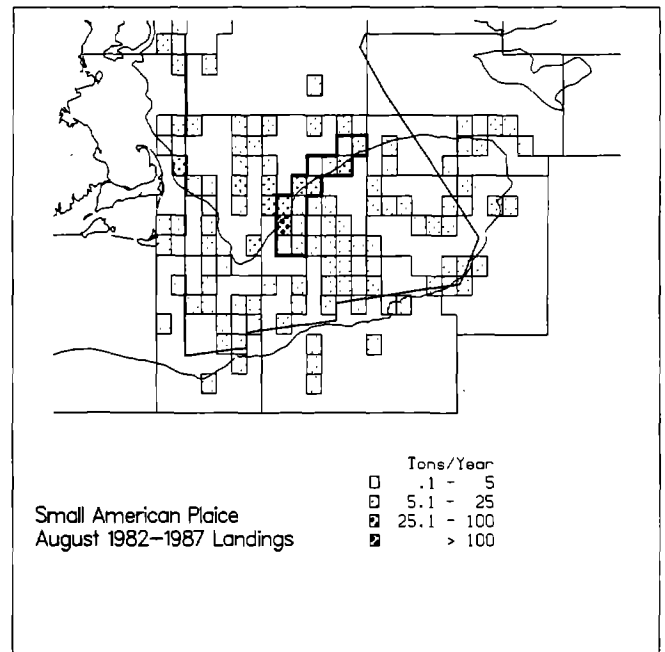 Tons/Year
.1 - 5
5.1 - 25
25.1 - 100
> 100
Small American Plaice
August 1982-1987 Landings